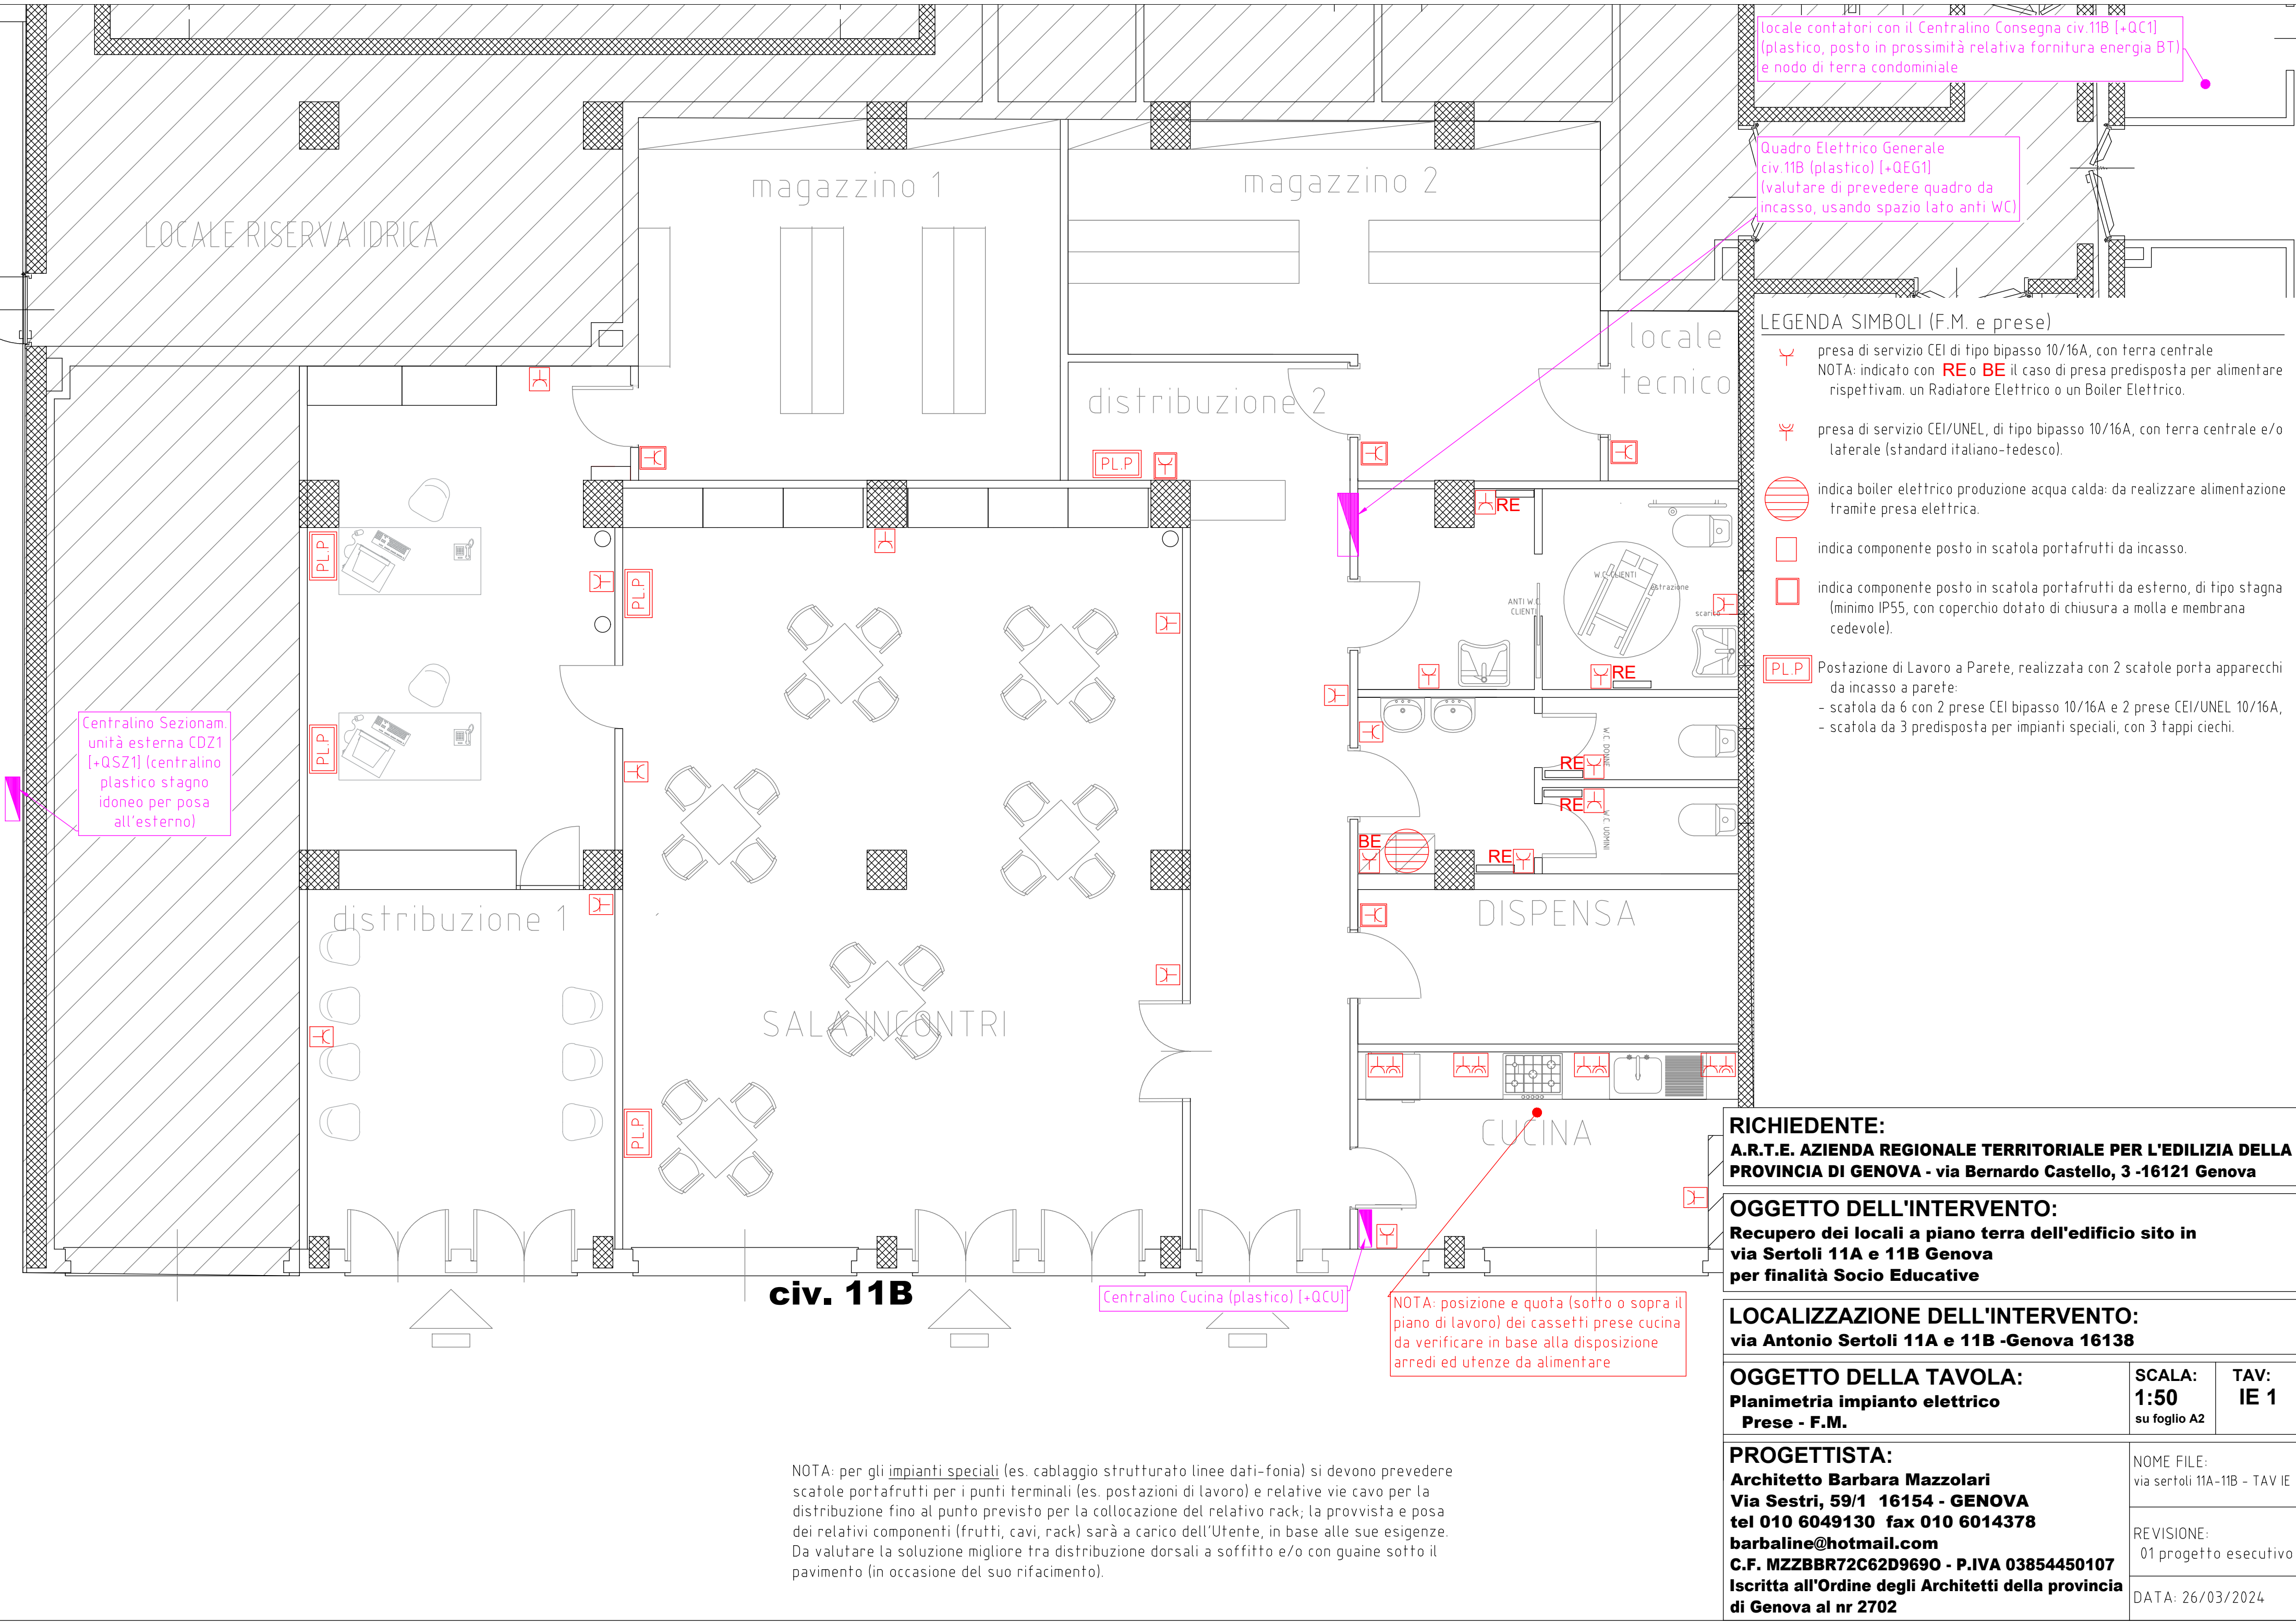 locale contatori con il Centralino Consegna civ.11B [+QC1]
(plastico, posto in prossimità relativa fornitura energia BT)
e nodo di terra condominiale
Quadro Elettrico Generale
civ.11B (plastico) [+QEG1]
(valutare di prevedere quadro da
incasso, usando spazio lato anti WC)
magazzino 1
magazzino 2
LOCALE RISERVA IDRICA
locale
tecnico
distribuzione 2
PL.P
RE
PL.P
PL.P
W.C. CLIENTI
estrazione
ANTI W.C.
CLIENTI
scarico
RE
Centralino Sezionam.
unità esterna CDZ1
[+QSZ1] (centralino
plastico stagno
idoneo per posa
all'esterno)
PL.P
W.C. DONNE
RE
RE
W.C. UOMINI
BE
RE
distribuzione 1
DISPENSA
SALA INCONTRI
PL.P
CUCINA
civ. 11B
Centralino Cucina (plastico) [+QCU]
NOTA: posizione e quota (sotto o sopra il
piano di lavoro) dei cassetti prese cucina
da verificare in base alla disposizione
arredi ed utenze da alimentare
LEGENDA SIMBOLI (F.M. e prese)
presa di servizio CEI di tipo bipasso 10/16A, con terra centrale
NOTA: indicato con RE o BE il caso di presa predisposta per alimentare
rispettivam. un Radiatore Elettrico o un Boiler Elettrico.
presa di servizio CEI/UNEL, di tipo bipasso 10/16A, con terra centrale e/o
laterale (standard italiano-tedesco).
indica boiler elettrico produzione acqua calda: da realizzare alimentazione
tramite presa elettrica.
indica componente posto in scatola portafrutti da incasso.
indica componente posto in scatola portafrutti da esterno, di tipo stagna
(minimo IP55, con coperchio dotato di chiusura a molla e membrana
cedevole).
PL.P Postazione di Lavoro a Parete, realizzata con 2 scatole porta apparecchi
da incasso a parete:
- scatola da 6 con 2 prese CEI bipasso 10/16A e 2 prese CEI/UNEL 10/16A,
- scatola da 3 predisposta per impianti speciali, con 3 tappi ciechi.
NOTA: per gli impianti speciali (es. cablaggio strutturato linee dati-fonia) si devono prevedere
scatole portafrutti per i punti terminali (es. postazioni di lavoro) e relative vie cavo per la
distribuzione fino al punto previsto per la collocazione del relativo rack; la provvista e posa
dei relativi componenti (frutti, cavi, rack) sarà a carico dell'Utente, in base alle sue esigenze.
Da valutare la soluzione migliore tra distribuzione dorsali a soffitto e/o con guaine sotto il
pavimento (in occasione del suo rifacimento).
RICHIEDENTE:
A.R.T.E. AZIENDA REGIONALE TERRITORIALE PER L'EDILIZIA DELLA
PROVINCIA DI GENOVA - via Bernardo Castello, 3 -16121 Genova
OGGETTO DELL'INTERVENTO:
Recupero dei locali a piano terra dell'edificio sito in
via Sertoli 11A e 11B Genova
per finalità Socio Educative
LOCALIZZAZIONE DELL'INTERVENTO:
via Antonio Sertoli 11A e 11B -Genova 16138
OGGETTO DELLA TAVOLA:
Planimetria impianto elettrico
Prese - F.M.
SCALA:
1:50
su foglio A2
TAV:
IE 1
PROGETTISTA:
Architetto Barbara Mazzolari
Via Sestri, 59/1 16154 - GENOVA
tel 010 6049130 fax 010 6014378
barbaline@hotmail.com
C.F. MZZBBR72C62D969O - P.IVA 03854450107
Iscritta all'Ordine degli Architetti della provincia
di Genova al nr 2702
NOME FILE:
via sertoli 11A-11B - TAV IE
REVISIONE:
01 progetto esecutivo
DATA: 26/03/2024